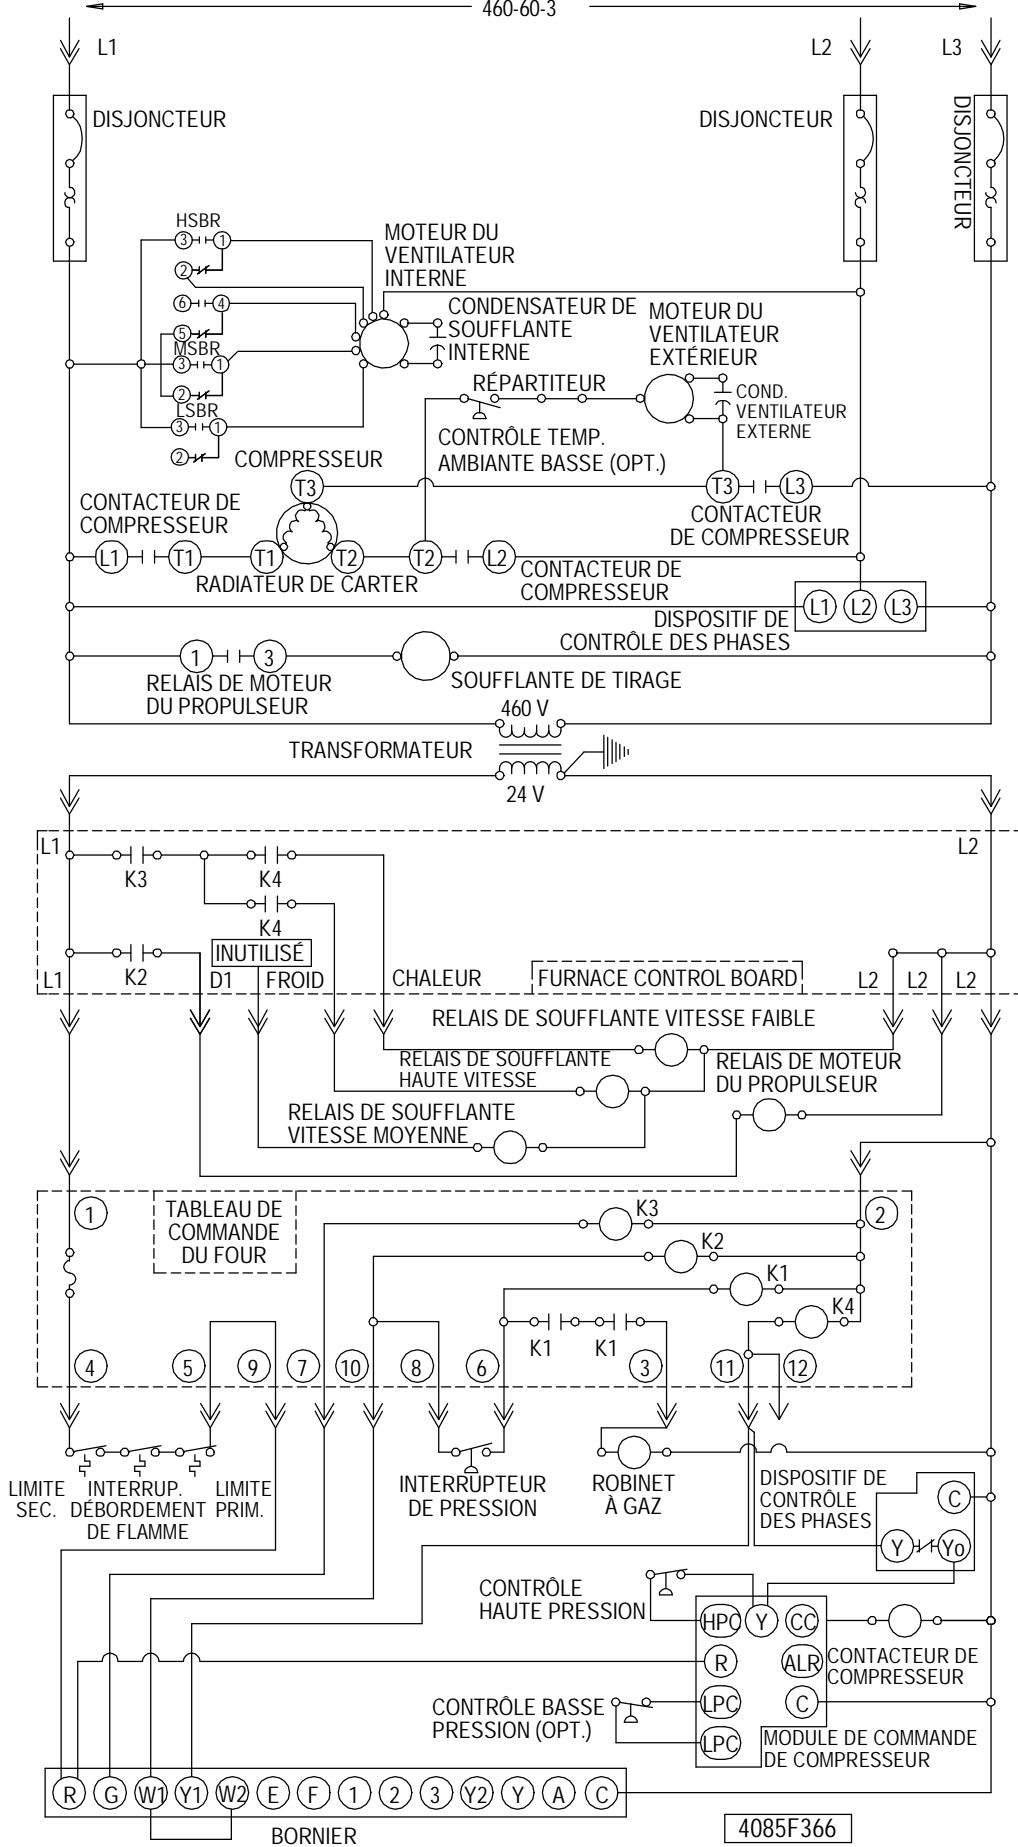 460-60-3
L1
L2
L3
DISJONCTEUR
DISJONCTEUR
DISJONCTEUR
HSBR
3
1
2
6
4
5
MSBR
3
1
2
LSBR
3
1
2
MOTEUR DU
VENTILATEUR
INTERNE
CONDENSATEUR DE
SOUFFLANTE
INTERNE
MOTEUR DU
VENTILATEUR
EXTÉRIEUR
RÉPARTITEUR
COND.
VENTILATEUR
EXTERNE
CONTRÔLE TEMP.
AMBIANTE BASSE (OPT.)
COMPRESSEUR
T3
T3
L3
CONTACTEUR DE
COMPRESSEUR
CONTACTEUR
DE COMPRESSEUR
L1
T1
T1
T2
T2
L2
RADIATEUR DE CARTER
CONTACTEUR DE
COMPRESSEUR
L1
L2
L3
DISPOSITIF DE
CONTRÔLE DES PHASES
1
3
RELAIS DE MOTEUR
DU PROPULSEUR
SOUFFLANTE DE TIRAGE
460 V
TRANSFORMATEUR
24 V
L1
L2
K3
K4
K4
INUTILISÉ
L1
K2
D1
FROID
CHALEUR
FURNACE CONTROL BOARD
L2
L2
L2
RELAIS DE SOUFFLANTE VITESSE FAIBLE
RELAIS DE SOUFFLANTE
HAUTE VITESSE
RELAIS DE MOTEUR
DU PROPULSEUR
RELAIS DE SOUFFLANTE
VITESSE MOYENNE
1
TABLEAU DE
COMMANDE
DU FOUR
K3
2
K2
K1
K4
K1
K1
4
5
9
7
10
8
6
3
11
12
LIMITE
SEC.
INTERRUP.
DÉBORDEMENT
DE FLAMME
LIMITE
PRIM.
INTERRUPTEUR
DE PRESSION
ROBINET
À GAZ
DISPOSITIF DE
CONTRÔLE
DES PHASES
C
Y
Yo
CONTRÔLE
HAUTE PRESSION
HPC
Y
CC
R
ALR
CONTACTEUR DE
COMPRESSEUR
CONTRÔLE BASSE
PRESSION (OPT.)
LPC
C
LPC
MODULE DE COMMANDE
DE COMPRESSEUR
R
G
W1
Y1
W2
E
F
1
2
3
Y2
Y
A
C
BORNIER
4085F366